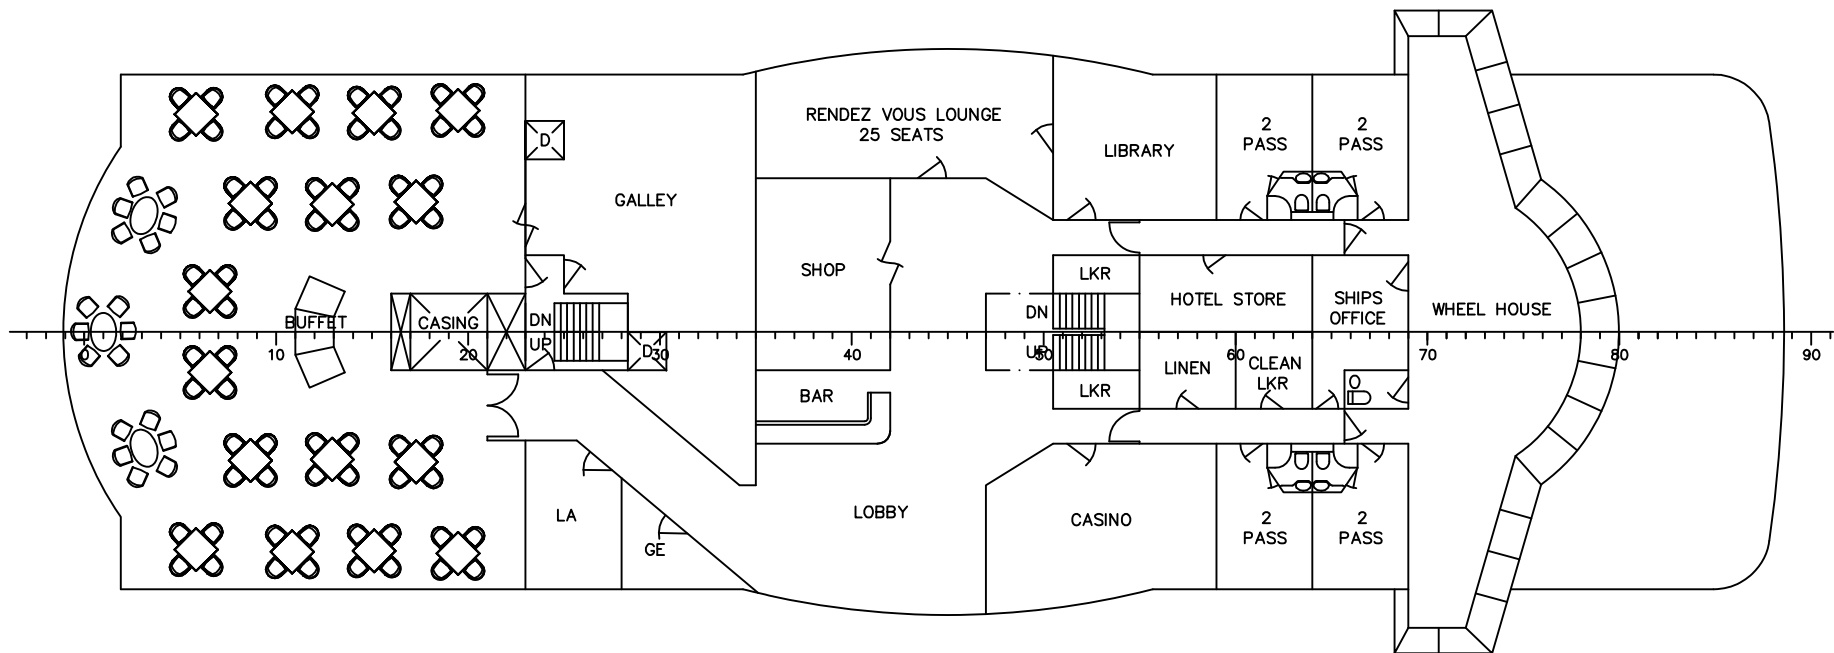 RENDEZ VOUS LOUNGE
25 SEATS
D
LIBRARY
2
PASS
2
PASS
GALLEY
SHOP
LKR
HOTEL STORE
SHIPS
OFFICE
WHEEL HOUSE
BUFFET
CASING
DN
UP
D
DN
UP
0
10
20
30
40
50
60
70
80
90
BAR
LKR
LINEN
CLEAN
LKR
LA
GE
LOBBY
CASINO
2
PASS
2
PASS